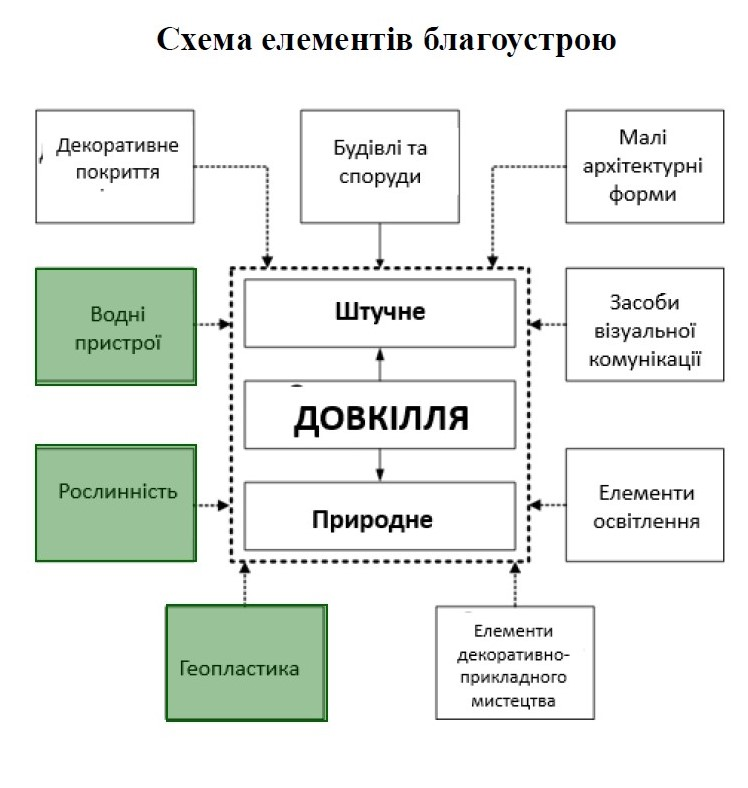 Схема елементів благоустрою
Декоративне
покриття
Будівлі та
споруди
Малі
архітектурні
форми
Водні
пристрої
Штучне
Засоби
візуальної
комунікації
ДОВКІЛЛЯ
Рослинність
Природне
Елементи
освітлення
Геопластика
Елементи
декоративно-
прикладного
мистецтва